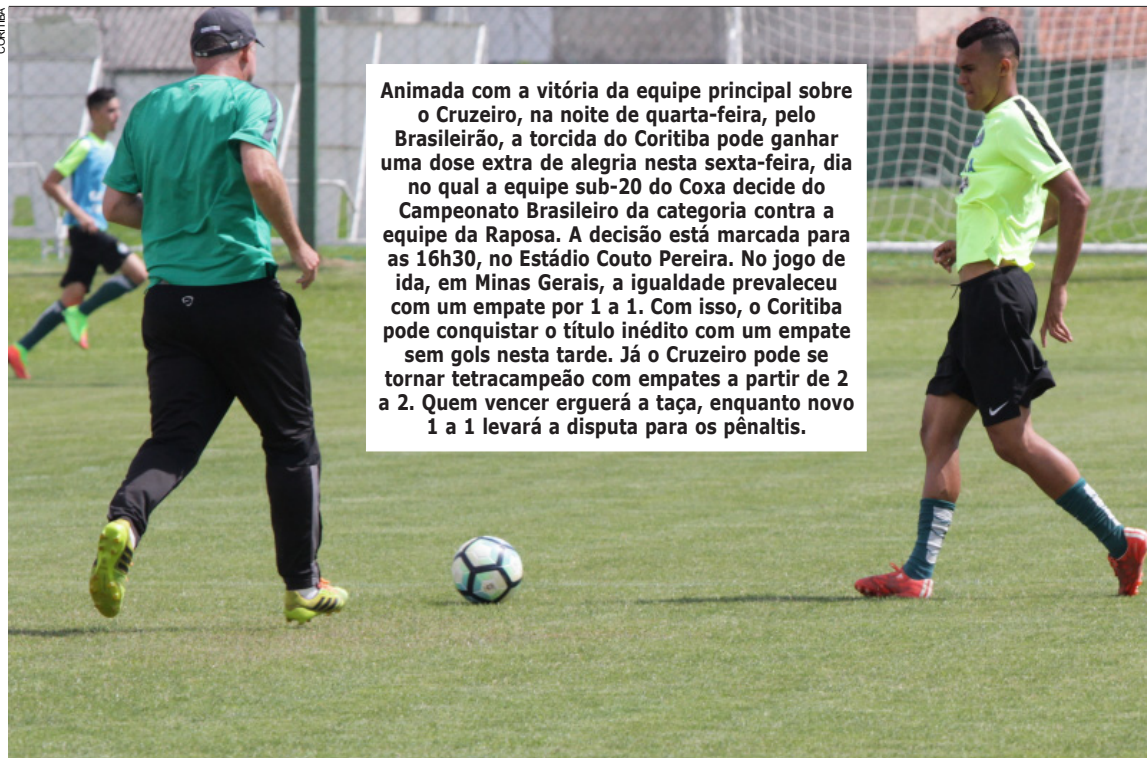 CORITIBA
Animada com a vitória da equipe principal sobre
o Cruzeiro, na noite de quarta-feira, pelo
Brasileirão, a torcida do Coritiba pode ganhar
uma dose extra de alegria nesta sexta-feira, dia
no qual a equipe sub-20 do Coxa decide do
Campeonato Brasileiro da categoria contra a
equipe da Raposa. A decisão está marcada para
as 16h30, no Estádio Couto Pereira. No jogo de
ida, em Minas Gerais, a igualdade prevaleceu
com um empate por 1 a 1. Com isso, o Coritiba
pode conquistar o título inédito com um empate
sem gols nesta tarde. Já o Cruzeiro pode se
tornar tetracampeão com empates a partir de 2
a 2. Quem vencer erguerá a taça, enquanto novo
1 a 1 levará a disputa para os pênaltis.